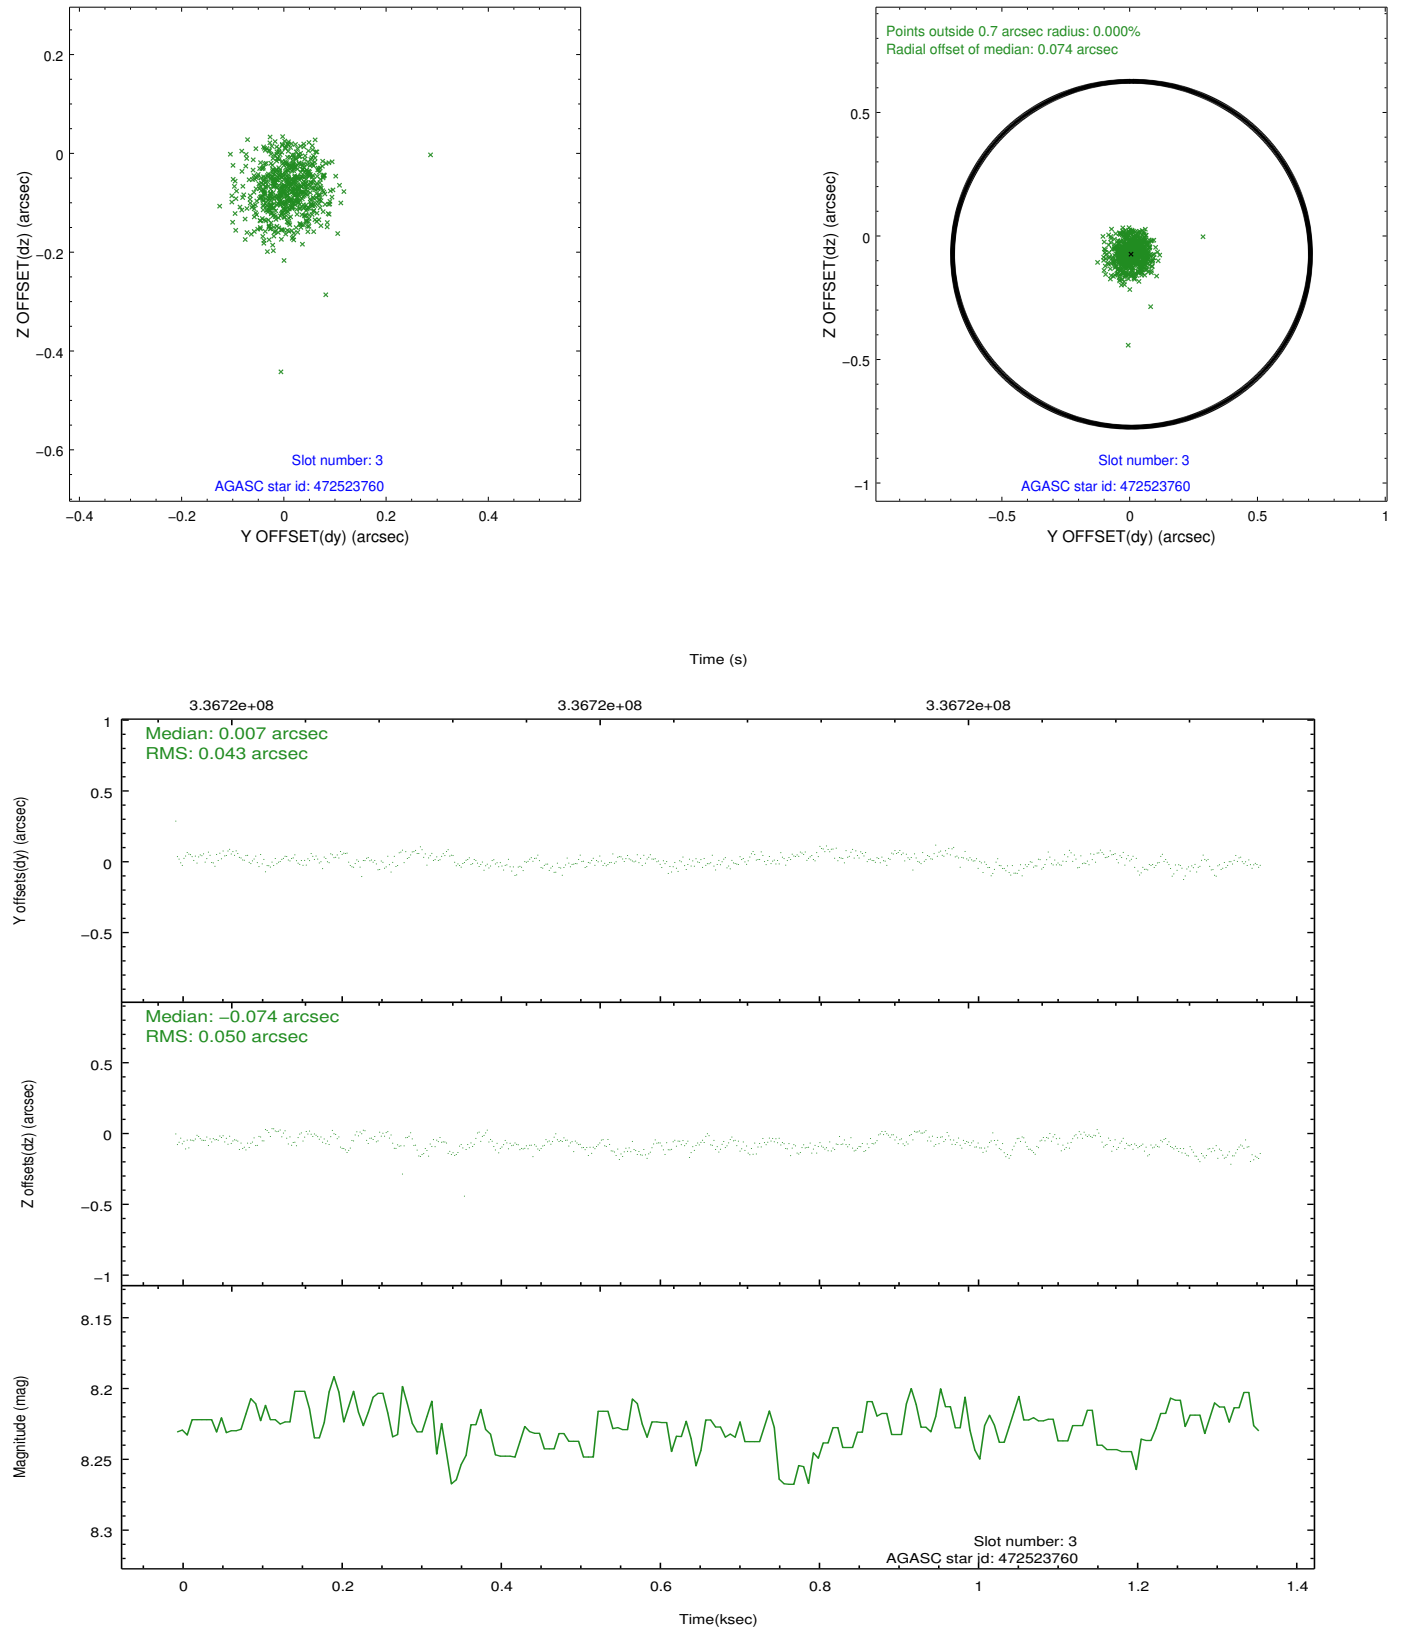 0.2
0
−0.2
−0.4
−0.6
Z OFFSET(dz) (arcsec)
Slot number: 3
AGASC star id: 472523760
−0.4
−0.2
0
0.2
0.4
Y OFFSET(dy) (arcsec)
Points outside 0.7 arcsec radius: 0.000%
Radial offset of median: 0.074 arcsec
0.5
0
−0.5
−1
Z OFFSET(dz) (arcsec)
Slot number: 3
AGASC star id: 472523760
−0.5
0
0.5
1
Y OFFSET(dy) (arcsec)
Time (s)
3.3672e+08
3.3672e+08
3.3672e+08
Median: 0.007 arcsec
RMS: 0.043 arcsec
1
0.5
0
−0.5
Y offsets(dy) (arcsec)
Median: −0.074 arcsec
RMS: 0.050 arcsec
0.5
0
−0.5
−1
Z offsets(dz) (arcsec)
8.15
8.2
8.25
8.3
Magnitude (mag)
Slot number: 3
AGASC star id: 472523760
0
0.2
0.4
0.6
0.8
1
1.2
1.4
Time(ksec)